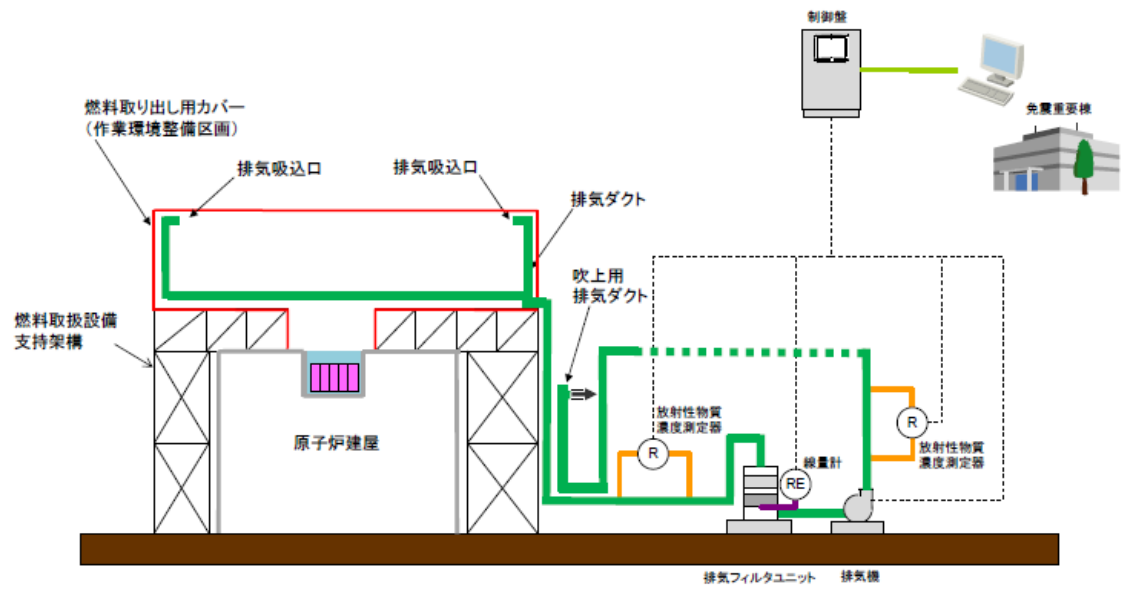 制御盤
免震重要棟
燃料取り出し用カバー
（作業環境整備区画）
排気吸込口
排気吸込口
排気ダクト
吹上用
排気ダクト
燃料取扱設備
支持架構
原子炉建屋
放射性物質
濃度測定器
R
線量計
RE
R
放射性物質
濃度測定器
排気フィルタユニット
排気機